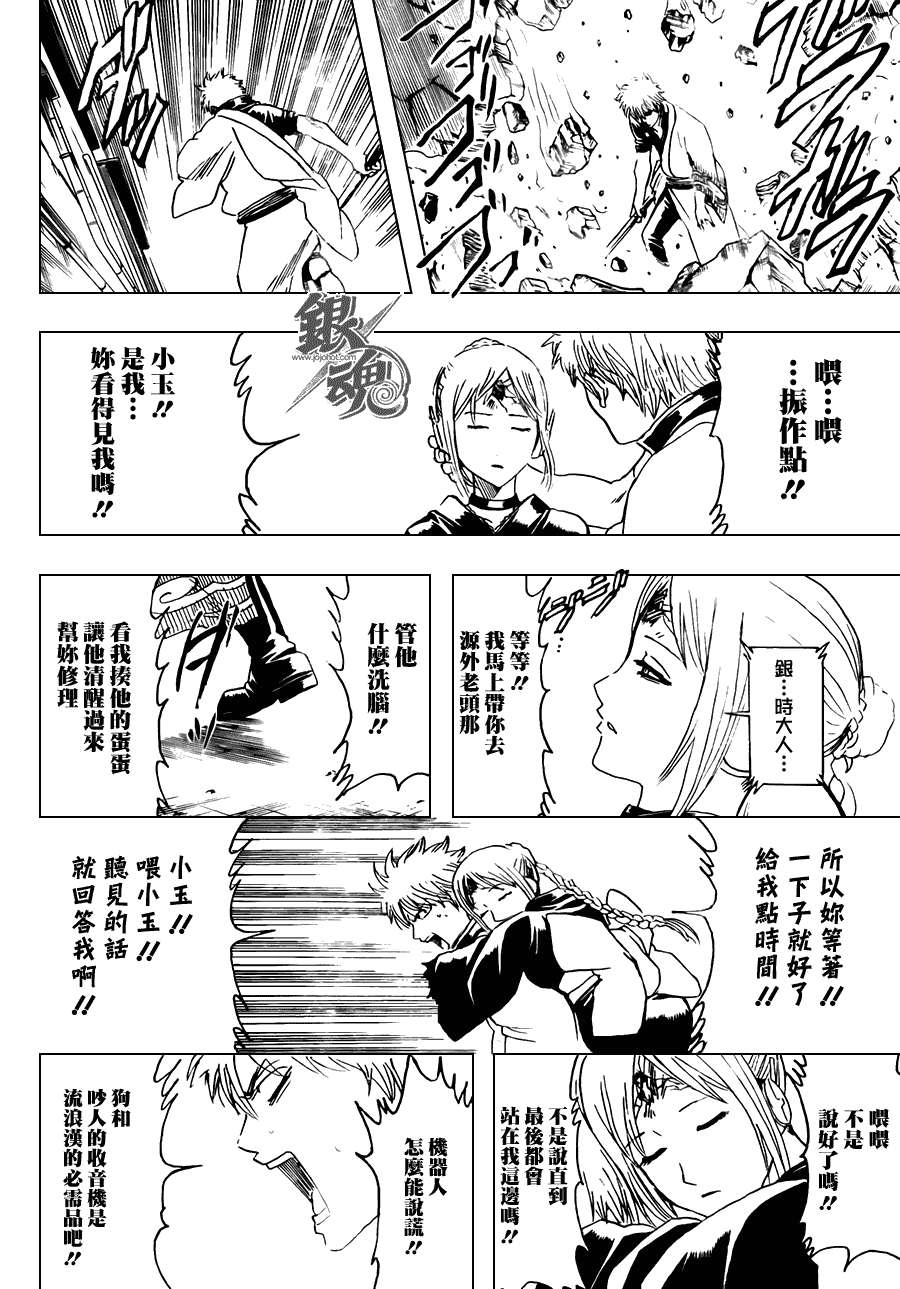 ガガガガ
ダッ
銀魂
www.jojohot.com
喂…喂
…振作點!!
小玉!!
是我…
妳看得見我嗎!!
銀…時大人…
等等!!
我馬上帶你去
源外老頭那
管他
什麼洗腦!!
看我揍他的蛋蛋
讓他清醒過來
幫妳修理
所以妳等著!!
一下子就好了
給我點時間!!
小玉!!
喂小玉!!
聽見的話
就回答我啊!!
喂喂
不是
說好了嗎!!
不是說直到
最後都會
站在我這邊嗎!!
機器人
怎麼能說謊!!
狗和
吵人的收音機是
流浪漢的必需品吧!!